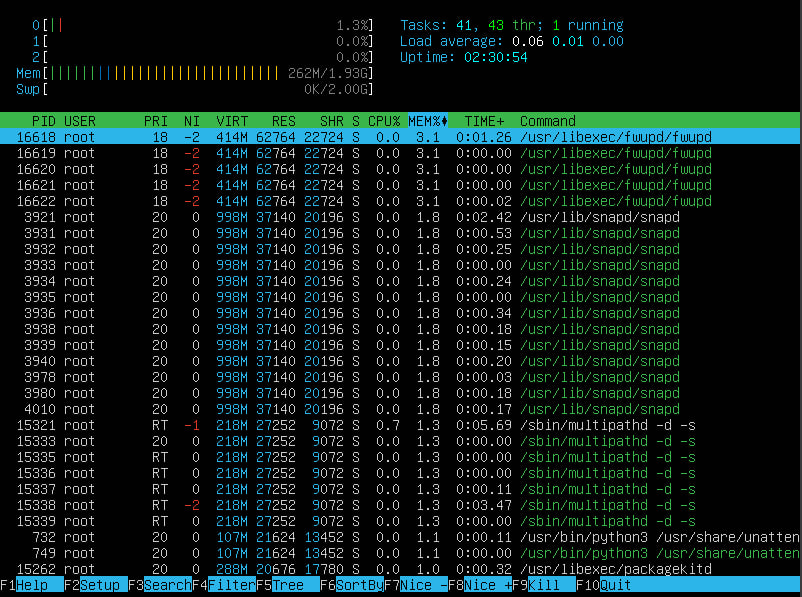 0[|| 1.3%] Tasks: 41, 43 thr; 1 running
1[ 0.0%] Load average: 0.06 0.01 0.00
2[ 0.0%] Uptime: 02:30:54
Mem[||||||||||||||||||||||||||||| 262M/1.93G]
Swp[ 0K/2.00G]
PID USER PRI NI VIRT RES SHR S CPU% MEM%♦ TIME+ Command
16618 root 18 -2 414M 62764 22724 S 0.0 3.1 0:01.26 /usr/libexec/fwupd/fwupd
16619 root 18 -2 414M 62764 22724 S 0.0 3.1 0:00.00 /usr/libexec/fwupd/fwupd
16620 root 18 -2 414M 62764 22724 S 0.0 3.1 0:00.00 /usr/libexec/fwupd/fwupd
16621 root 18 -2 414M 62764 22724 S 0.0 3.1 0:00.00 /usr/libexec/fwupd/fwupd
16622 root 18 -2 414M 62764 22724 S 0.0 3.1 0:00.02 /usr/libexec/fwupd/fwupd
3921 root 20 0 998M 37140 20196 S 0.0 1.8 0:02.42 /usr/lib/snapd/snapd
3931 root 20 0 998M 37140 20196 S 0.0 1.8 0:00.53 /usr/lib/snapd/snapd
3932 root 20 0 998M 37140 20196 S 0.0 1.8 0:00.25 /usr/lib/snapd/snapd
3933 root 20 0 998M 37140 20196 S 0.0 1.8 0:00.00 /usr/lib/snapd/snapd
3934 root 20 0 998M 37140 20196 S 0.0 1.8 0:00.24 /usr/lib/snapd/snapd
3935 root 20 0 998M 37140 20196 S 0.0 1.8 0:00.00 /usr/lib/snapd/snapd
3936 root 20 0 998M 37140 20196 S 0.0 1.8 0:00.34 /usr/lib/snapd/snapd
3938 root 20 0 998M 37140 20196 S 0.0 1.8 0:00.18 /usr/lib/snapd/snapd
3939 root 20 0 998M 37140 20196 S 0.0 1.8 0:00.15 /usr/lib/snapd/snapd
3940 root 20 0 998M 37140 20196 S 0.0 1.8 0:00.20 /usr/lib/snapd/snapd
3978 root 20 0 998M 37140 20196 S 0.0 1.8 0:00.03 /usr/lib/snapd/snapd
3980 root 20 0 998M 37140 20196 S 0.0 1.8 0:00.18 /usr/lib/snapd/snapd
4010 root 20 0 998M 37140 20196 S 0.0 1.8 0:00.17 /usr/lib/snapd/snapd
15321 root RT -1 218M 27252 9072 S 0.7 1.3 0:05.69 /sbin/multipathd -d -s
15333 root RT 0 218M 27252 9072 S 0.0 1.3 0:00.00 /sbin/multipathd -d -s
15335 root RT 0 218M 27252 9072 S 0.0 1.3 0:00.00 /sbin/multipathd -d -s
15336 root RT 0 218M 27252 9072 S 0.0 1.3 0:00.00 /sbin/multipathd -d -s
15337 root RT 0 218M 27252 9072 S 0.0 1.3 0:00.11 /sbin/multipathd -d -s
15338 root RT -2 218M 27252 9072 S 0.0 1.3 0:03.47 /sbin/multipathd -d -s
15339 root RT 0 218M 27252 9072 S 0.0 1.3 0:00.00 /sbin/multipathd -d -s
732 root 20 0 107M 21624 13452 S 0.0 1.1 0:00.11 /usr/bin/python3 /usr/share/unatten
749 root 20 0 107M 21624 13452 S 0.0 1.1 0:00.00 /usr/bin/python3 /usr/share/unatten
15262 root 20 0 288M 20676 17780 S 0.0 1.0 0:00.32 /usr/libexec/packagekitd
F1Help F2Setup F3SearchF4FilterF5Tree F6SortByF7Nice -F8Nice +F9Kill F10Quit